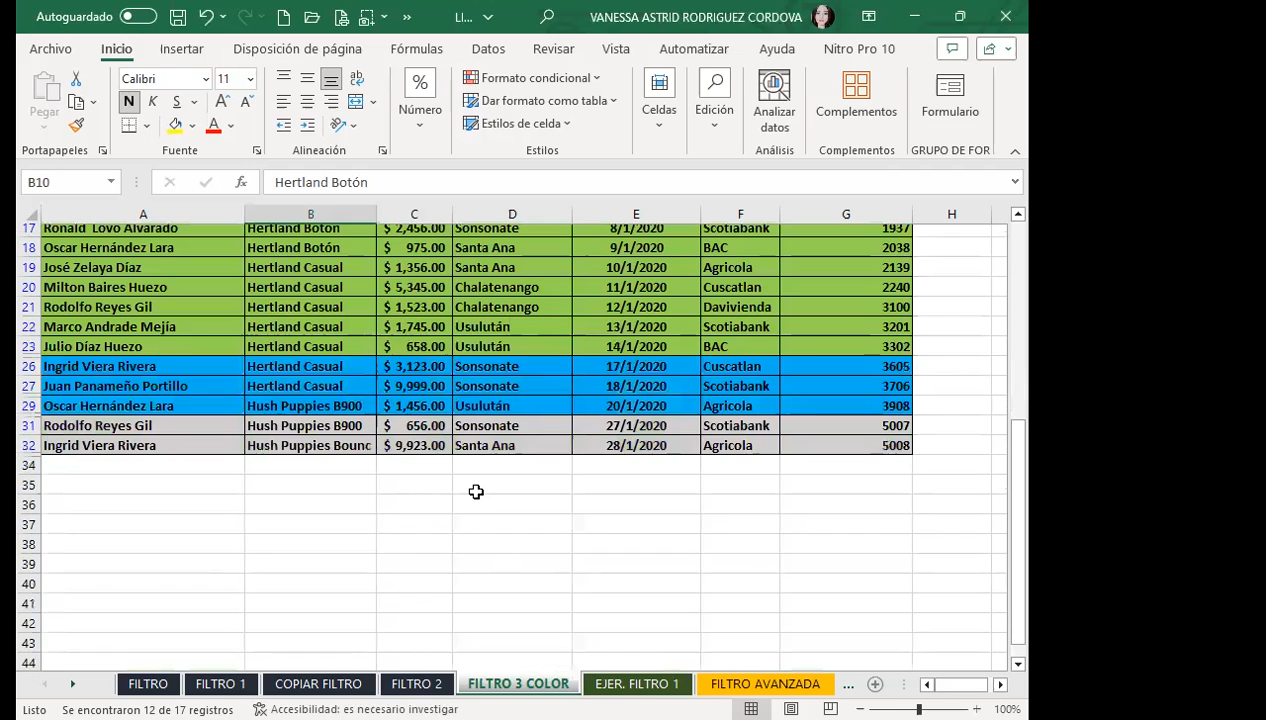 Autoguardado LI... VANESSA ASTRID RODRIGUEZ CORDOVA
Archivo Inicio Insertar Disposición de página Fórmulas Datos Revisar Vista Automatizar Ayuda Nitro Pro 10
Pegar Calibri 11 Número Formato condicional Celdas Edición Analizar datos Complementos Formulario
N K S Dar formato como tabla
Estilos de celda
Portapapeles Fuente Alineación Estilos Análisis Complementos GRUPO DE FOR
B10 fx Hertland Botón
A B C D E F G H
17 Ronald Lovo Alvarado Hertland Botón $ 2,456.00 Sonsonate 8/1/2020 Scotiabank 1937
18 Oscar Hernández Lara Hertland Botón $ 975.00 Santa Ana 9/1/2020 BAC 2038
19 José Zelaya Díaz Hertland Casual $ 1,356.00 Santa Ana 10/1/2020 Agricola 2139
20 Milton Baires Huezo Hertland Casual $ 5,345.00 Chalatenango 11/1/2020 Cuscatlan 2240
21 Rodolfo Reyes Gil Hertland Casual $ 1,523.00 Chalatenango 12/1/2020 Davivienda 3100
22 Marco Andrade Mejía Hertland Casual $ 1,745.00 Usulután 13/1/2020 Scotiabank 3201
23 Julio Díaz Huezo Hertland Casual $ 658.00 Usulután 14/1/2020 BAC 3302
26 Ingrid Viera Rivera Hertland Casual $ 3,123.00 Sonsonate 17/1/2020 Cuscatlan 3605
27 Juan Panameño Portillo Hertland Casual $ 9,999.00 Sonsonate 18/1/2020 Scotiabank 3706
29 Oscar Hernández Lara Hush Puppies B900 $ 1,456.00 Usulután 20/1/2020 Agricola 3908
31 Rodolfo Reyes Gil Hush Puppies B900 $ 656.00 Sonsonate 27/1/2020 Scotiabank 5007
32 Ingrid Viera Rivera Hush Puppies Bounc $ 9,923.00 Santa Ana 28/1/2020 Agricola 5008
34
35
36
37
38
39
40
41
42
43
44
FILTRO FILTRO 1 COPIAR FILTRO FILTRO 2 FILTRO 3 COLOR EJER. FILTRO 1 FILTRO AVANZADA ...
Listo Se encontraron 12 de 17 registros Accesibilidad: es necesario investigar 100%